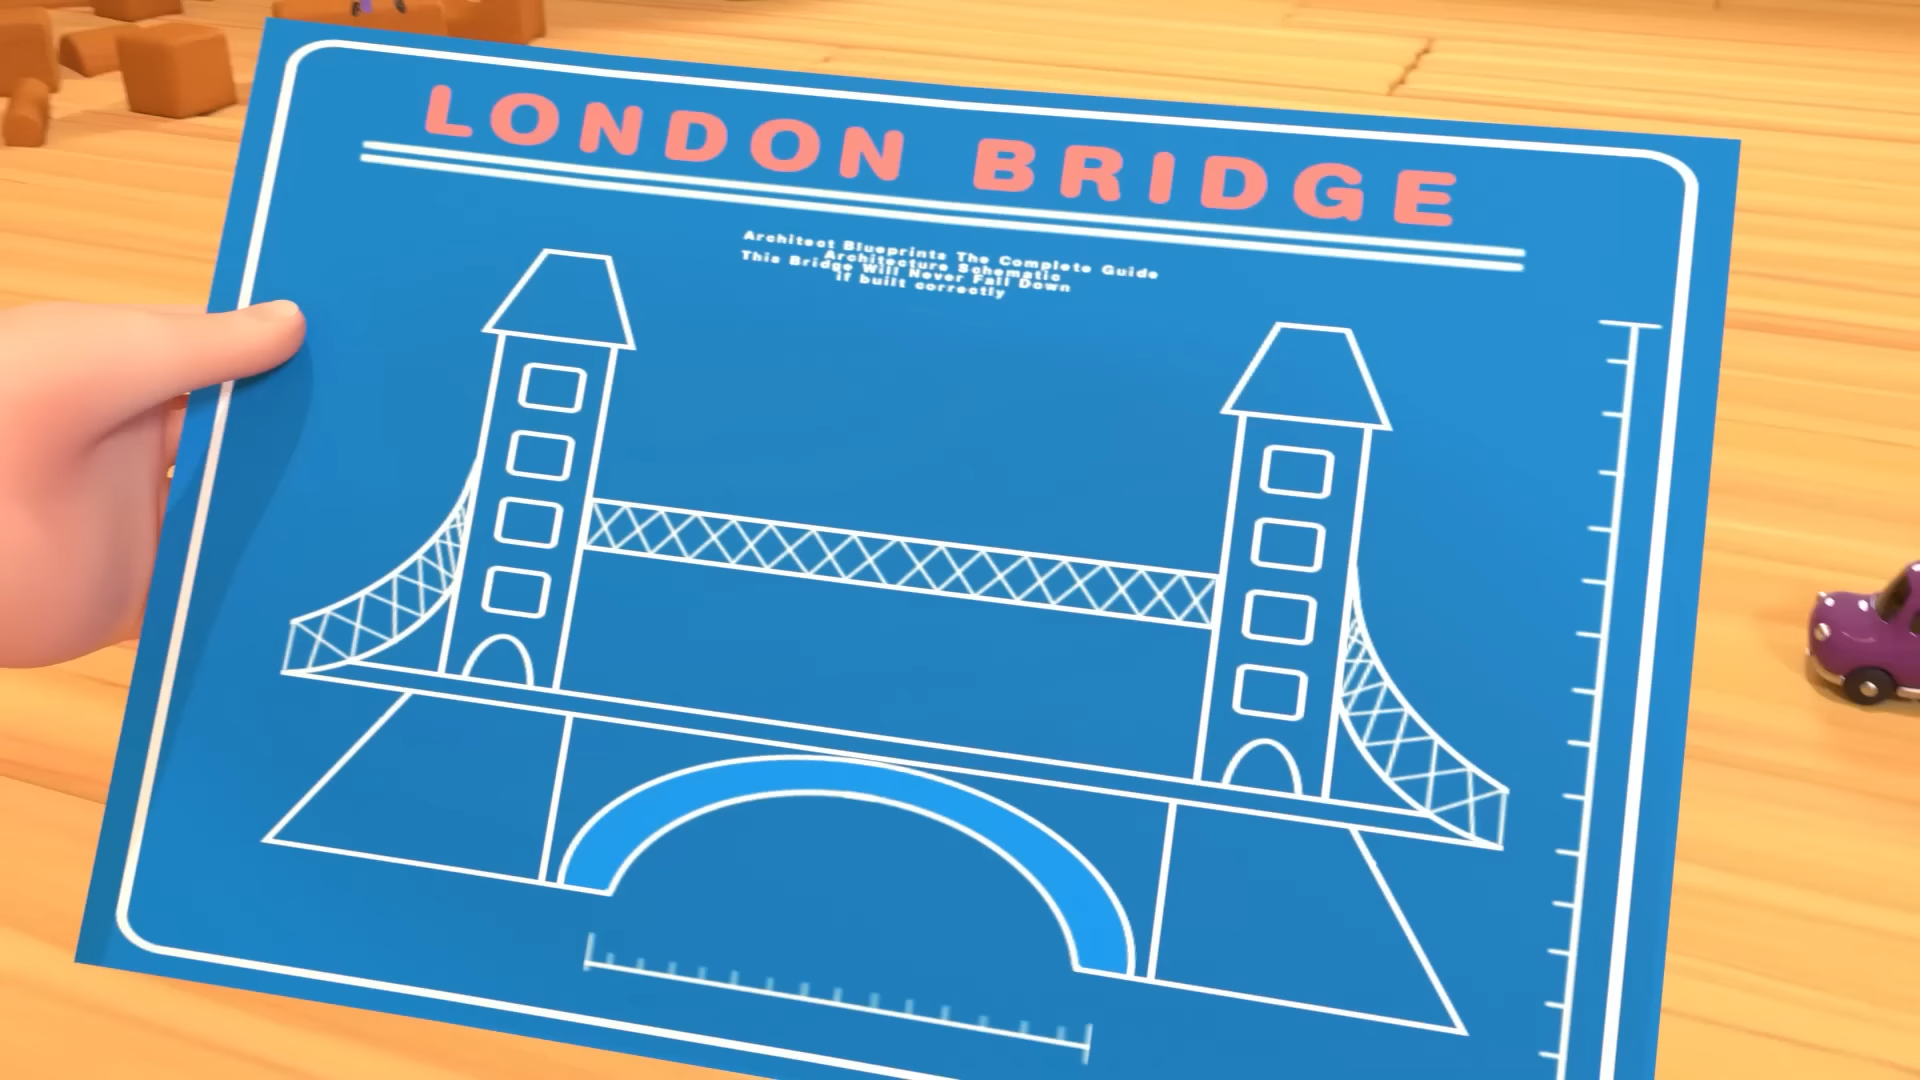 LONDON BRIDGE
Architect Blueprints The Complete Guide
Architecture Schematic
This Bridge Will Never Fall Down
if built correctly